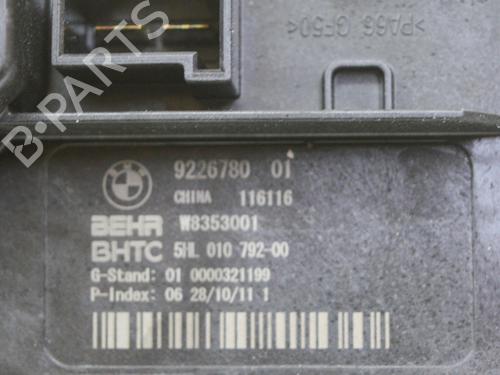 >PA66 GF50<
B-PARTS
9226780 01
CHINA 116116
BEHR W8353001
BHTC 5HL 010 792-00
G-Stand: 01 0000321199
P-Index: 06 28/10/11 1